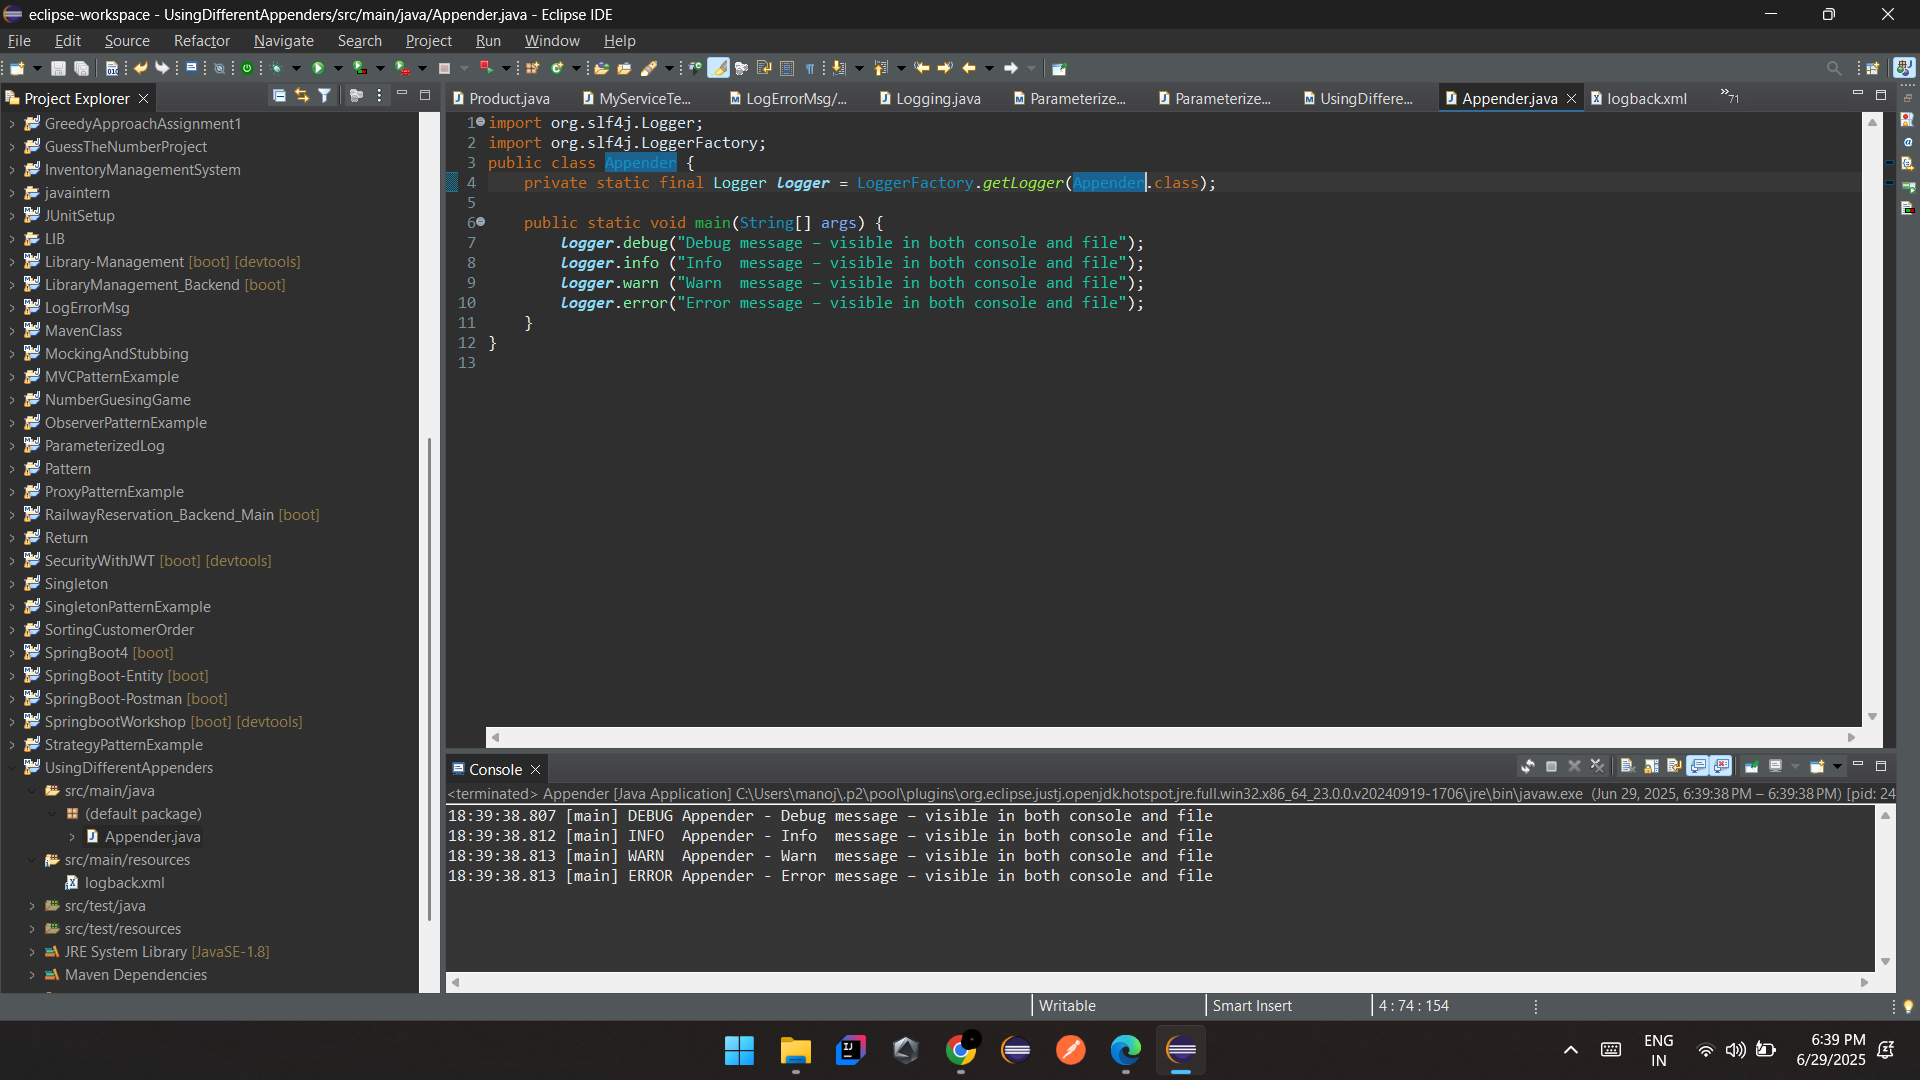 eclipse-workspace - UsingDifferentAppenders/src/main/java/Appender.java - Eclipse IDE
File Edit Source Refactor Navigate Search Project Run Window Help
Project Explorer
GreedyApproachAssignment1
GuessTheNumberProject
InventoryManagementSystem
javaintern
JUnitSetup
LIB
Library-Management [boot] [devtools]
LibraryManagement_Backend [boot]
LogErrorMsg
MavenClass
MockingAndStubbing
MVCPatternExample
NumberGuesingGame
ObserverPatternExample
ParameterizedLog
Pattern
ProxyPatternExample
RailwayReservation_Backend_Main [boot]
Return
SecurityWithJWT [boot] [devtools]
Singleton
SingletonPatternExample
SortingCustomerOrder
SpringBoot4 [boot]
SpringBoot-Entity [boot]
SpringBoot-Postman [boot]
SpringbootWorkshop [boot] [devtools]
StrategyPatternExample
UsingDifferentAppenders
src/main/java
(default package)
Appender.java
src/main/resources
logback.xml
src/test/java
src/test/resources
JRE System Library [JavaSE-1.8]
Maven Dependencies
Product.java MyServiceTe... LogErrorMsg/... Logging.java Parameterize... Parameterize... UsingDiffere... Appender.java logback.xml »71
1 import org.slf4j.Logger;
2 import org.slf4j.LoggerFactory;
3 public class Appender {
4 private static final Logger logger = LoggerFactory.getLogger(Appender.class);
5
6 public static void main(String[] args) {
7 logger.debug("Debug message – visible in both console and file");
8 logger.info ("Info  message – visible in both console and file");
9 logger.warn ("Warn  message – visible in both console and file");
10 logger.error("Error message – visible in both console and file");
11 }
12 }
13
Console
<terminated> Appender [Java Application] C:\Users\manoj\.p2\pool\plugins\org.eclipse.justj.openjdk.hotspot.jre.full.win32.x86_64_23.0.0.v20240919-1706\jre\bin\javaw.exe (Jun 29, 2025, 6:39:38 PM – 6:39:38 PM) [pid: 24
18:39:38.807 [main] DEBUG Appender - Debug message – visible in both console and file
18:39:38.812 [main] INFO  Appender - Info  message – visible in both console and file
18:39:38.813 [main] WARN  Appender - Warn  message – visible in both console and file
18:39:38.813 [main] ERROR Appender - Error message – visible in both console and file
Writable Smart Insert 4 : 74 : 154
ENG
IN
6:39 PM
6/29/2025